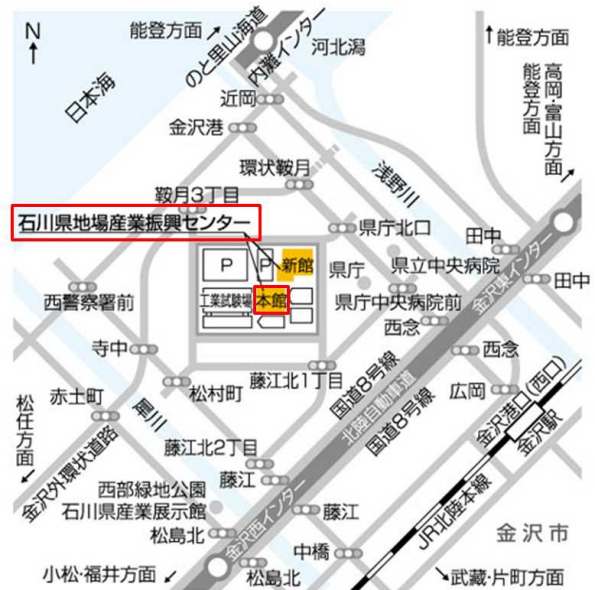 N
能登方面
のと里山海道
内灘インター
河北潟
能登方面
日本海
近岡
高岡・富山方面
能登方面
金沢港
環状鞍月
浅野川
鞍月3丁目
石川県地場産業振興センター
県庁北口
田中
P
P
新館
県庁
県立中央病院
金沢東インター
田中
西警察署前
工業試験場
本館
県庁中央病院前
西念
寺中
西念
藤江北1丁目
松村町
国道8号線
北陸自動車道
国道8号線
広岡
金沢港口(西口)
金沢駅
赤土町
松任方面
犀川
金沢外環状道路
藤江北2丁目
藤江
西部緑地公園
石川県産業展示館
藤江
JR北陸本線
松島北
金沢西インター
中橋
金沢市
小松・福井方面
松島北
武蔵・片町方面